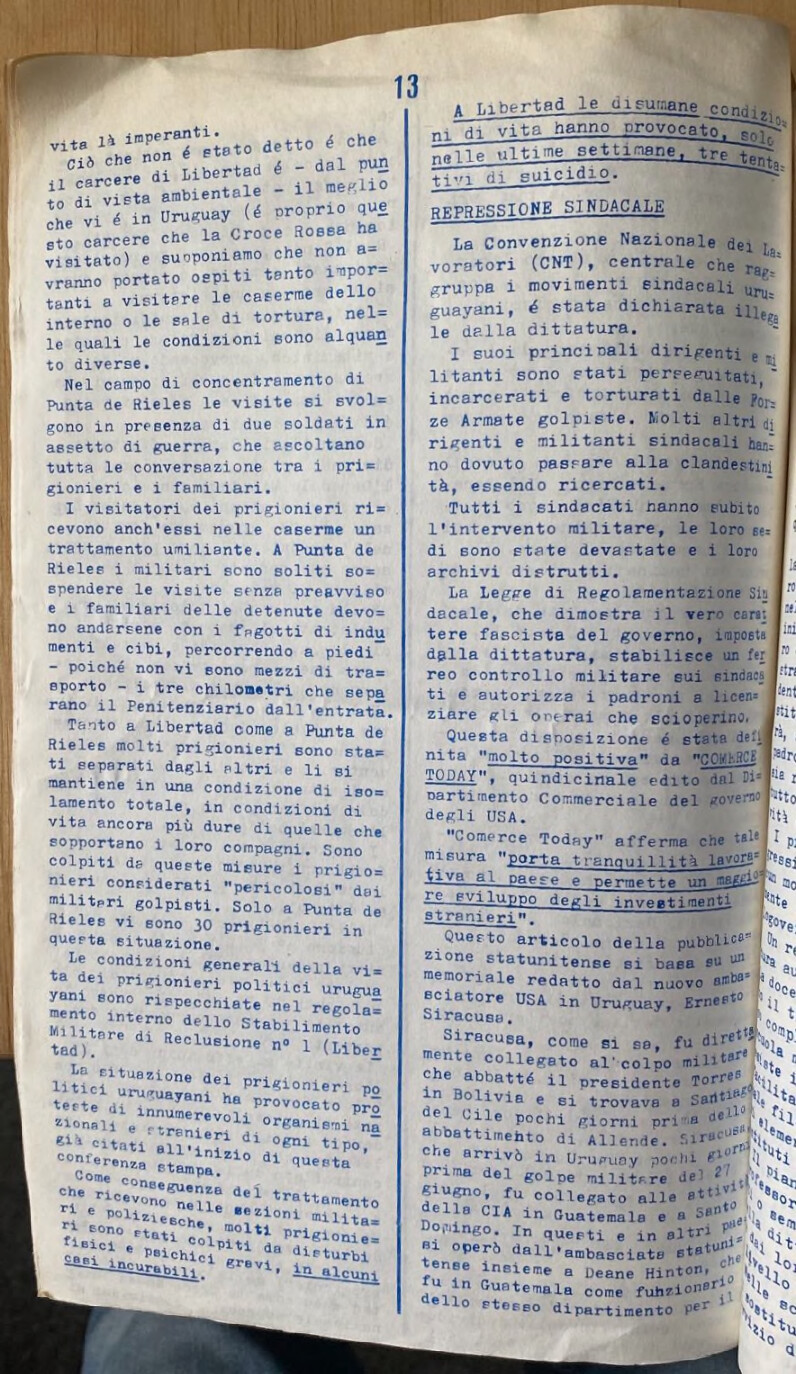 13
vita là imperanti.
Ciò che non é stato detto é che
il carcere di Libertad é - dal pun
to di vista ambientale - il meglio
che vi é in Uruguay (é proprio que
sto carcere che la Croce Rossa ha
visitato) e supponiamo che non a=
vranno portato ospiti tanto impor=
tanti a visitare le caserme dello
interno o le sale di tortura, nel=
le quali le condizioni sono alquan
to diverse.
Nel campo di concentramento di
Punta de Rieles le visite si svol=
gono in presenza di due soldati in
assetto di guerra, che ascoltano
tutta le conversazione tra i pri=
gionieri e i familiari.
I visitatori dei prigionieri ri=
cevono anch'essi nelle caserme un
trattamento umiliante. A Punta de
Rieles i militari sono soliti so=
spendere le visite senza preavviso
e i familiari delle detenute devo=
no andarsene con i fagotti di indu
menti e cibi, percorrendo a piedi
- poiché non vi sono mezzi di tra=
sporto - i tre chilometri che sepa
rano il Penitenziario dall'entrata.
Tanto a Libertad come a Punta de
Rieles molti prigionieri sono sta=
ti separati dagli altri e li si
mantiene in una condizione di iso=
lamento totale, in condizioni di
vita ancora più dure di quelle che
sopportano i loro compagni. Sono
colpiti da queste misure i prigio=
nieri considerati "pericolosi" dai
militari golpisti. Solo a Punta de
Rieles vi sono 30 prigionieri in
questa situazione.
Le condizioni generali della vi=
ta dei prigionieri politici urugua
yani sono rispecchiate nel regola=
mento interno dello Stabilimento
Militare di Reclusione nº 1 (Liber
tad).
La situazione dei prigionieri po
litici uruguayani ha provocato pro
teste di innumerevoli organismi na
zionali e stranieri di ogni tipo,
già citati all'inizio di questa
conferenza stampa.
Come conseguenza del trattamento
che ricevono nelle sezioni milita=
ri e poliziesche, molti prigionie=
ri sono stati colpiti da disturbi
fisici e psichici gravi, in alcuni
casi incurabili.
A Libertad le disumane condizio=
ni di vita hanno provocato, solo
nelle ultime settimane, tre tenta=
tivi di suicidio.
REPRESSIONE SINDACALE
La Convenzione Nazionale dei La=
voratori (CNT), centrale che rag=
gruppa i movimenti sindacali uru=
guayani, é stata dichiarata illega
le dalla dittatura.
I suoi principali dirigenti e mi
litanti sono stati perseguitati,
incarcerati e torturati dalle For=
ze Armate golpiste. Molti altri di
rigenti e militanti sindacali han=
no dovuto passare alla clandestini
tà, essendo ricercati.
Tutti i sindacati hanno subito
l'intervento militare, le loro se=
di sono state devastate e i loro
archivi distrutti.
La Legge di Regolamentazione Sin
dacale, che dimostra il vero carat
tere fascista del governo, imposta
dalla dittatura, stabilisce un fer
reo controllo militare sui sindaca
ti e autorizza i padroni a licen=
ziare gli operai che scioperino.
Questa disposizione é stata defi
nita "molto positiva" da "COMERCE
TODAY", quindicinale edito dal Di=
partimento Commerciale del governo
degli USA.
"Comerce Today" afferma che tale
misura "porta tranquillità lavora=
tiva al paese e permette un maggio=
re sviluppo degli investimenti
stranieri".
Questo articolo della pubblica=
zione statunitense si basa su un
memoriale redatto dal nuovo amba=
sciatore USA in Uruguay, Ernesto
Siracusa.
Siracusa, come si sa, fu diretta
mente collegato al colpo militare
che abbatté il presidente Torres
in Bolivia e si trovava a Santiago
del Cile pochi giorni prima dello
abbattimento di Allende. Siracusa,
che arrivò in Uruguay pochi giorni
prima del golpe militare del 27
giugno, fu collegato alle attività
della CIA in Guatemala e a Santo
Domingo. In questi e in altri pae=
si operò dall'ambasciata statuni=
tense insieme a Deane Hinton, che
fu in Guatemala come fuhzionario
dello stesso dipartimento per il